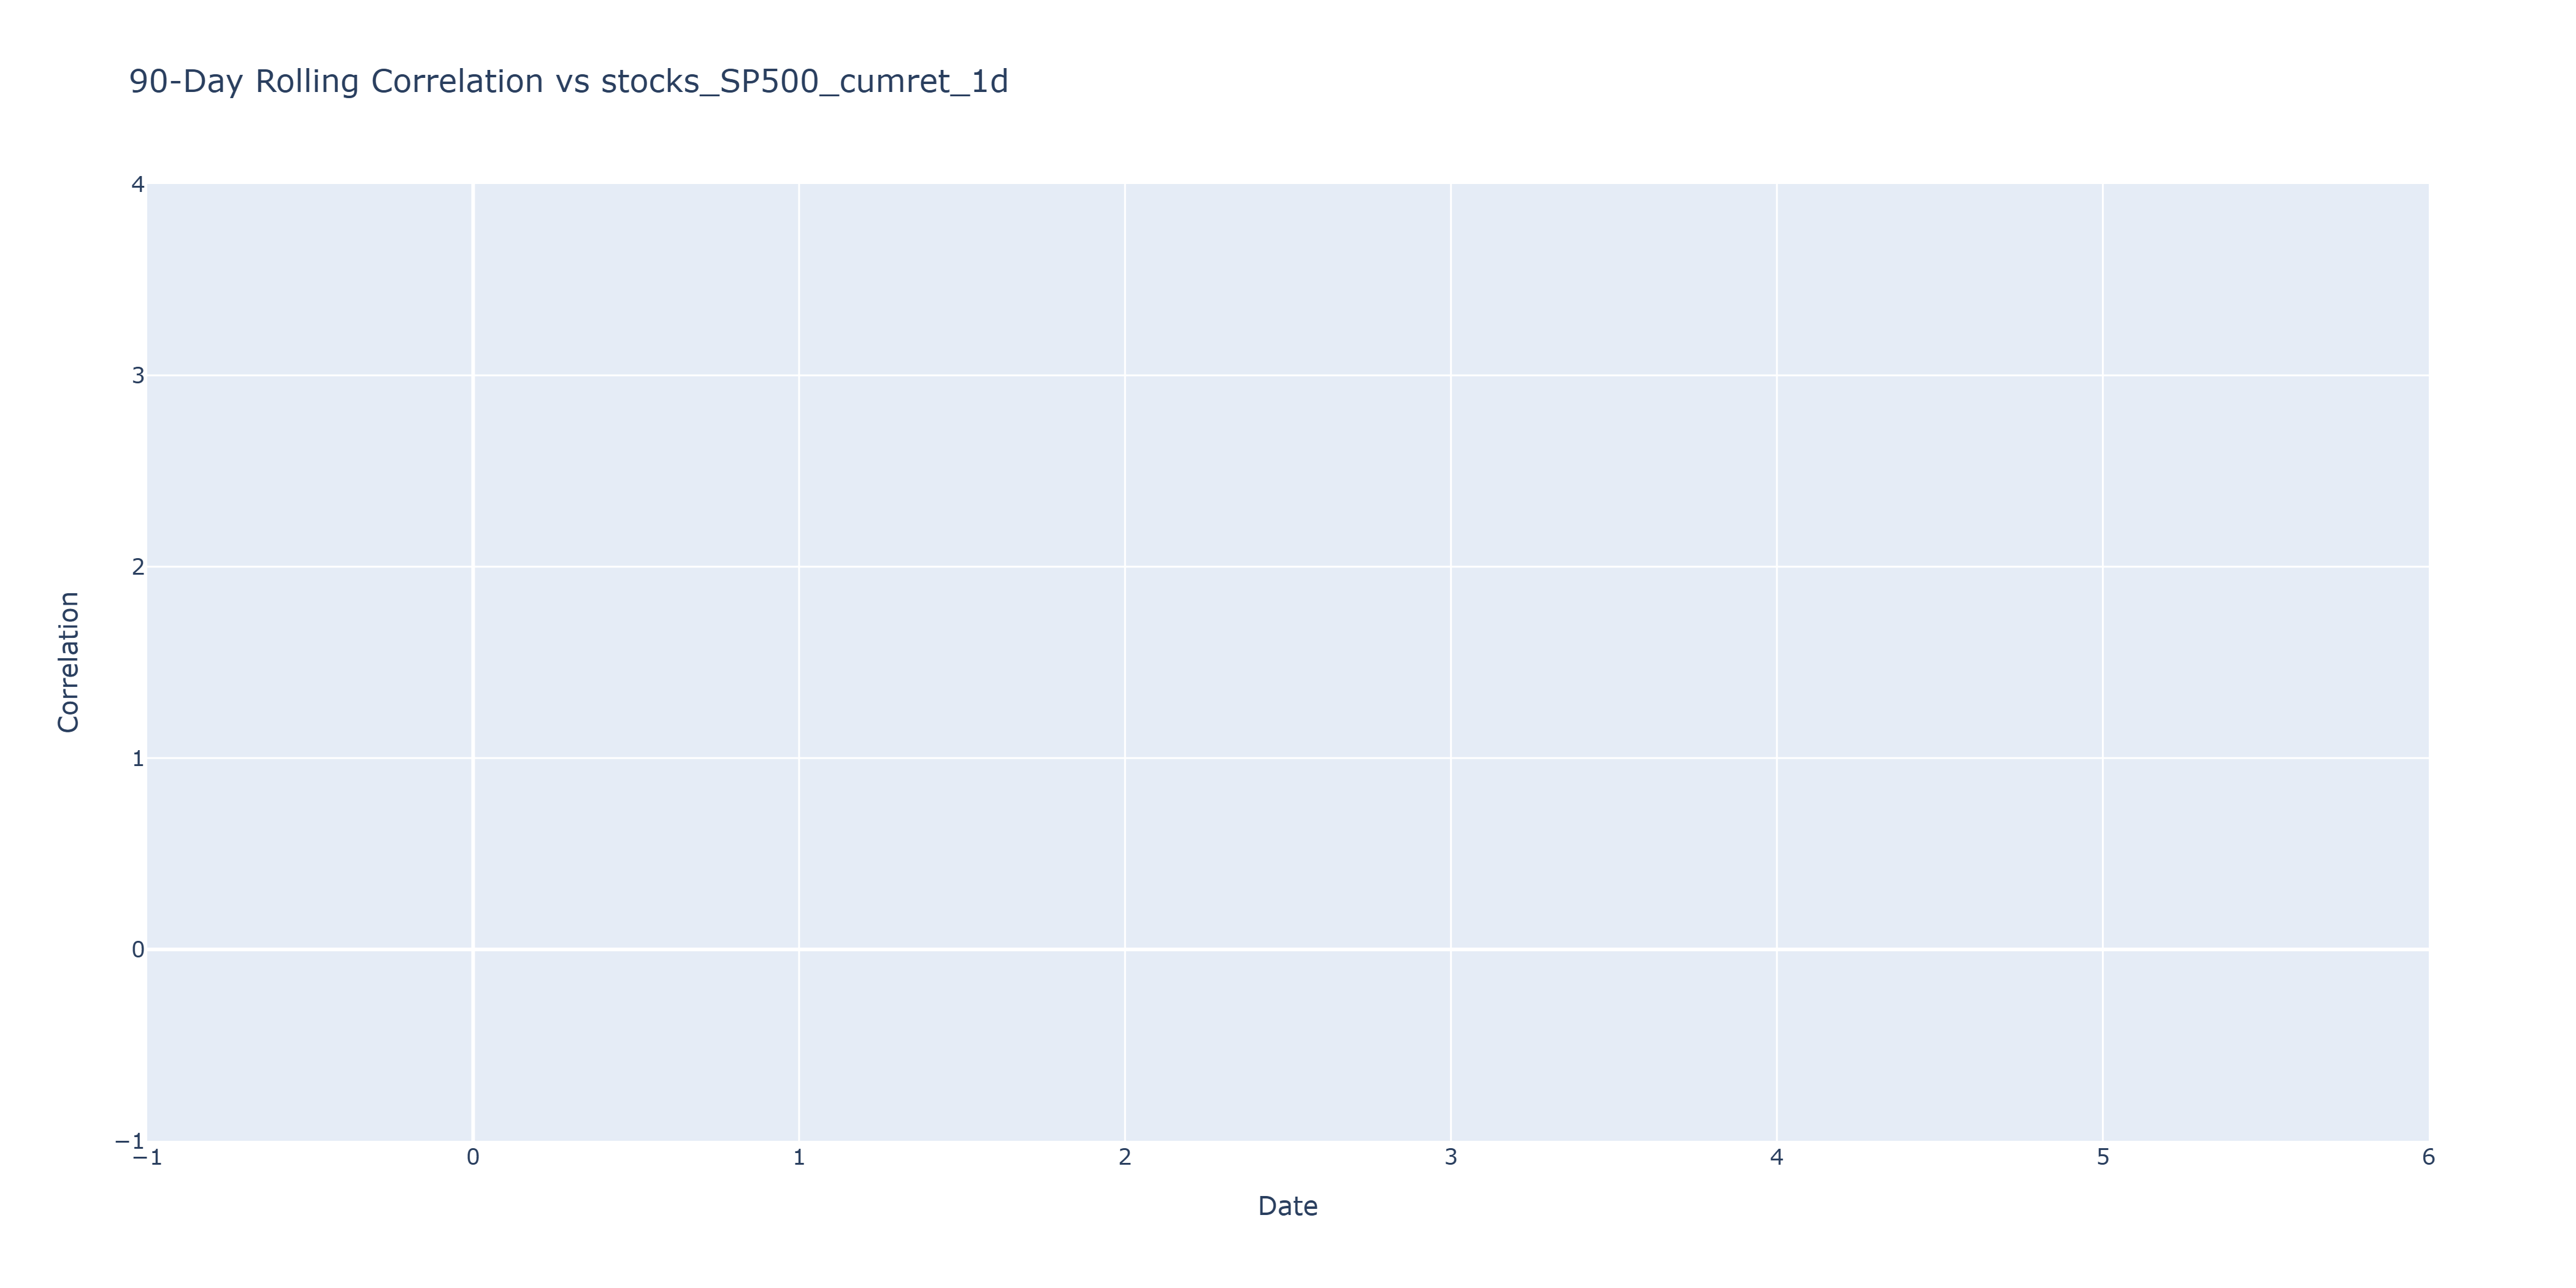 90-Day Rolling Correlation vs stocks_SP500_cumret_1d
4
3
2
1
0
−1
Correlation
−1 0 1 2 3 4 5 6
Date